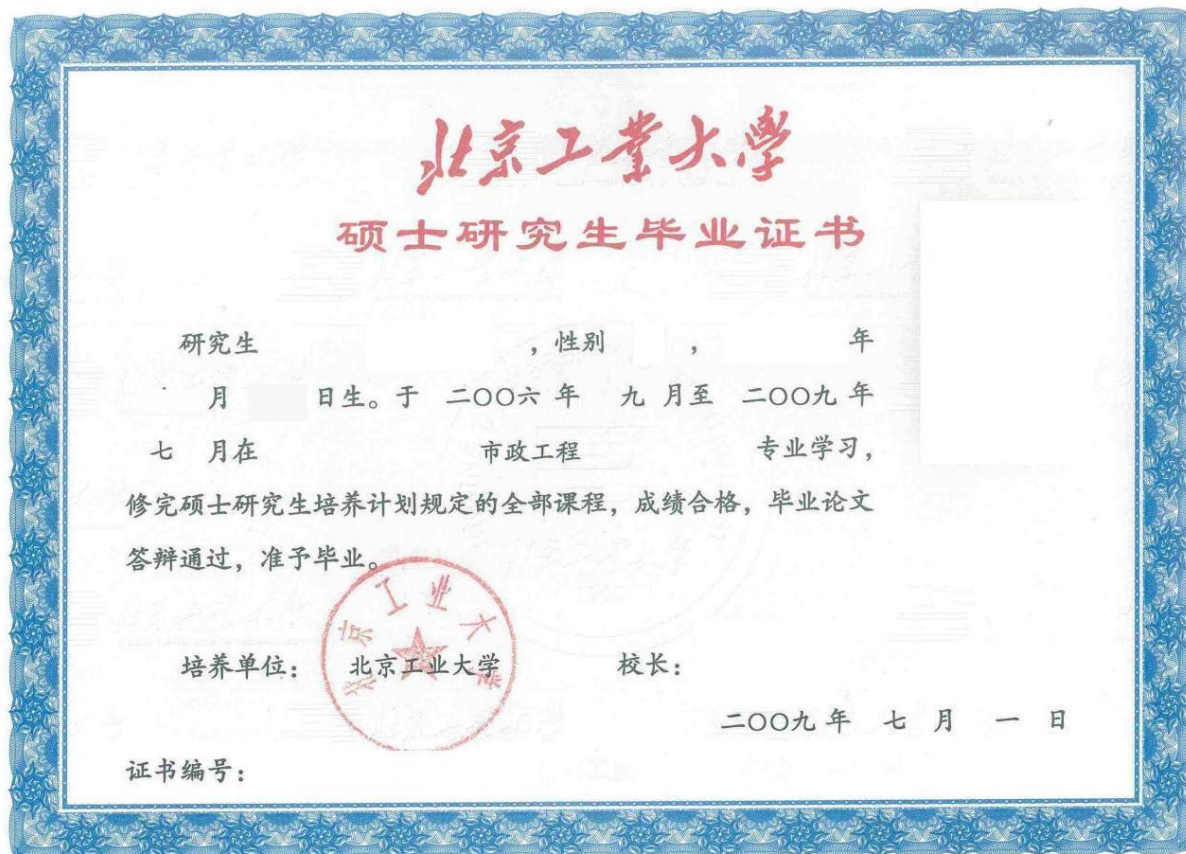 北京工业大学
硕士研究生毕业证书
研究生 ，性别 ， 年
月 日生。于 二〇〇六 年 九 月至 二〇〇九 年
七 月在 市政工程 专业学习，
修完硕士研究生培养计划规定的全部课程，成绩合格，毕业论文
答辩通过，准予毕业。
北京工业大学
培养单位： 北京工业大学 校长：
二〇〇九 年 七 月 一 日
证书编号：